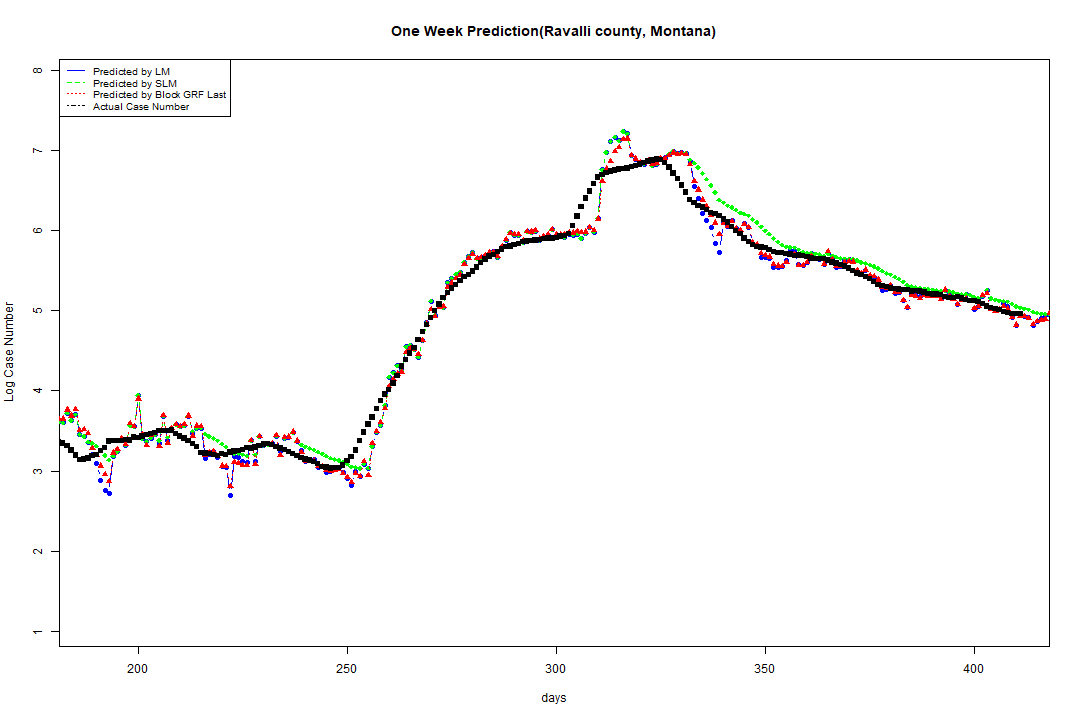 One Week Prediction(Ravalli county, Montana)
Predicted by LM
Predicted by SLM
Predicted by Block GRF Last
Actual Case Number
8
7
6
5
4
3
2
1
Log Case Number
200 250 300 350 400
days